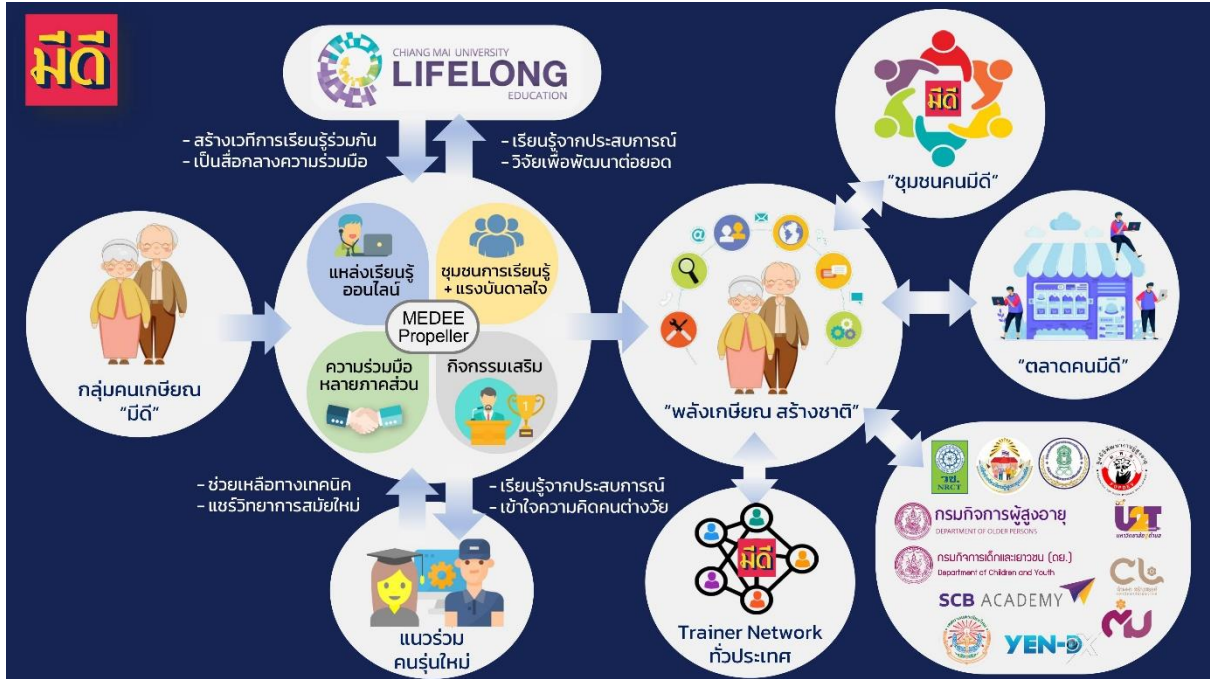 มีดี
CHIANG MAI UNIVERSITY
LIFELONG
EDUCATION
- สร้างเวทีการเรียนรู้ร่วมกัน
- เป็นสื่อกลางความร่วมมือ
- เรียนรู้จากประสบการณ์
- วิจัยเพื่อพัฒนาต่อยอด
มีดี
"ชุมชนคนมีดี"
กลุ่มคนเกษียณ
"มีดี"
แหล่งเรียนรู้
ออนไลน์
ชุมชนการเรียนรู้
+ แรงบันดาลใจ
MEDEE
Propeller
ความร่วมมือ
หลายภาคส่วน
กิจกรรมเสริม
1
@
"พลังเกษียณ สร้างชาติ"
"ตลาดคนมีดี"
- ช่วยเหลือทางเทคนิค
- แชร์วิทยาการสมัยใหม่
- เรียนรู้จากประสบการณ์
- เข้าใจความคิดคนต่างวัย
แนวร่วม
คนรุ่นใหม่
มีดี
Trainer Network
ทั่วประเทศ
วช.
NRCT
กรมกิจการผู้สูงอายุ
DEPARTMENT OF OLDER PERSONS
U2T
กรมกิจการเด็กและเยาวชน (ดย.)
Department of Children and Youth
SCB ACADEMY
YEN-D